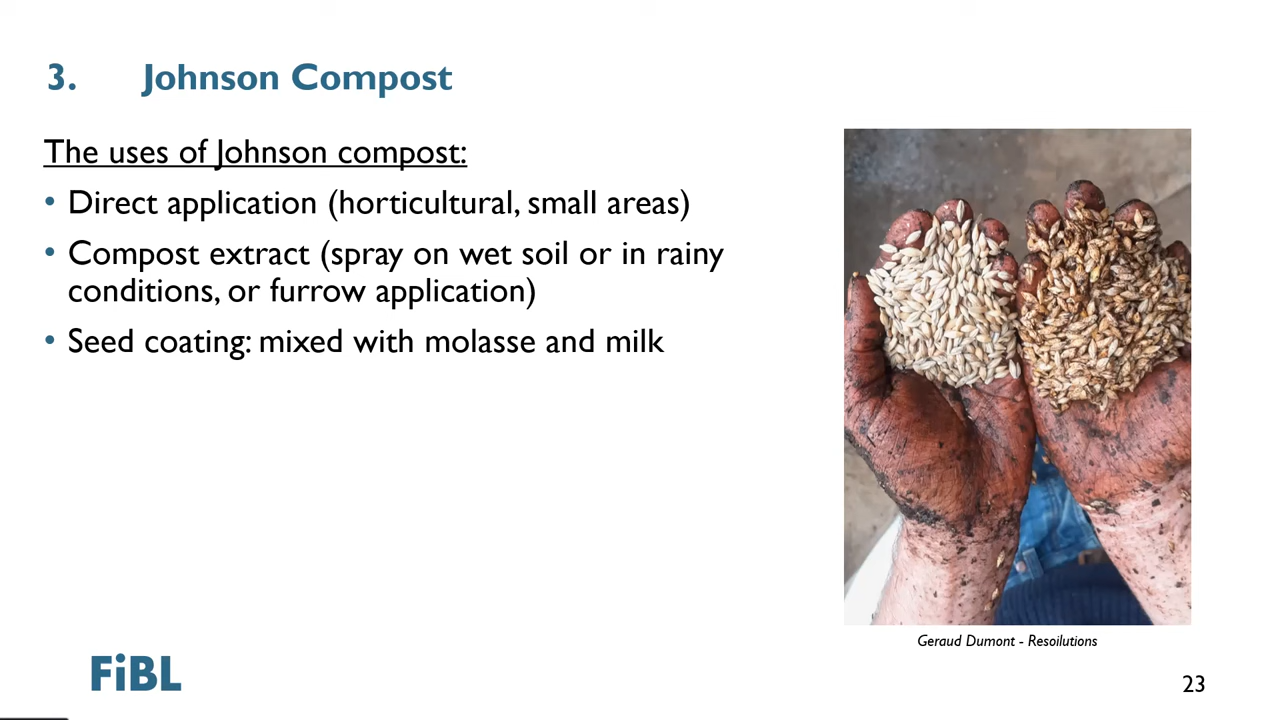 3. Johnson Compost
The uses of Johnson compost:
• Direct application (horticultural, small areas)
• Compost extract (spray on wet soil or in rainy
conditions, or furrow application)
• Seed coating: mixed with molasse and milk
Geraud Dumont - Resoilutions
FiBL
23